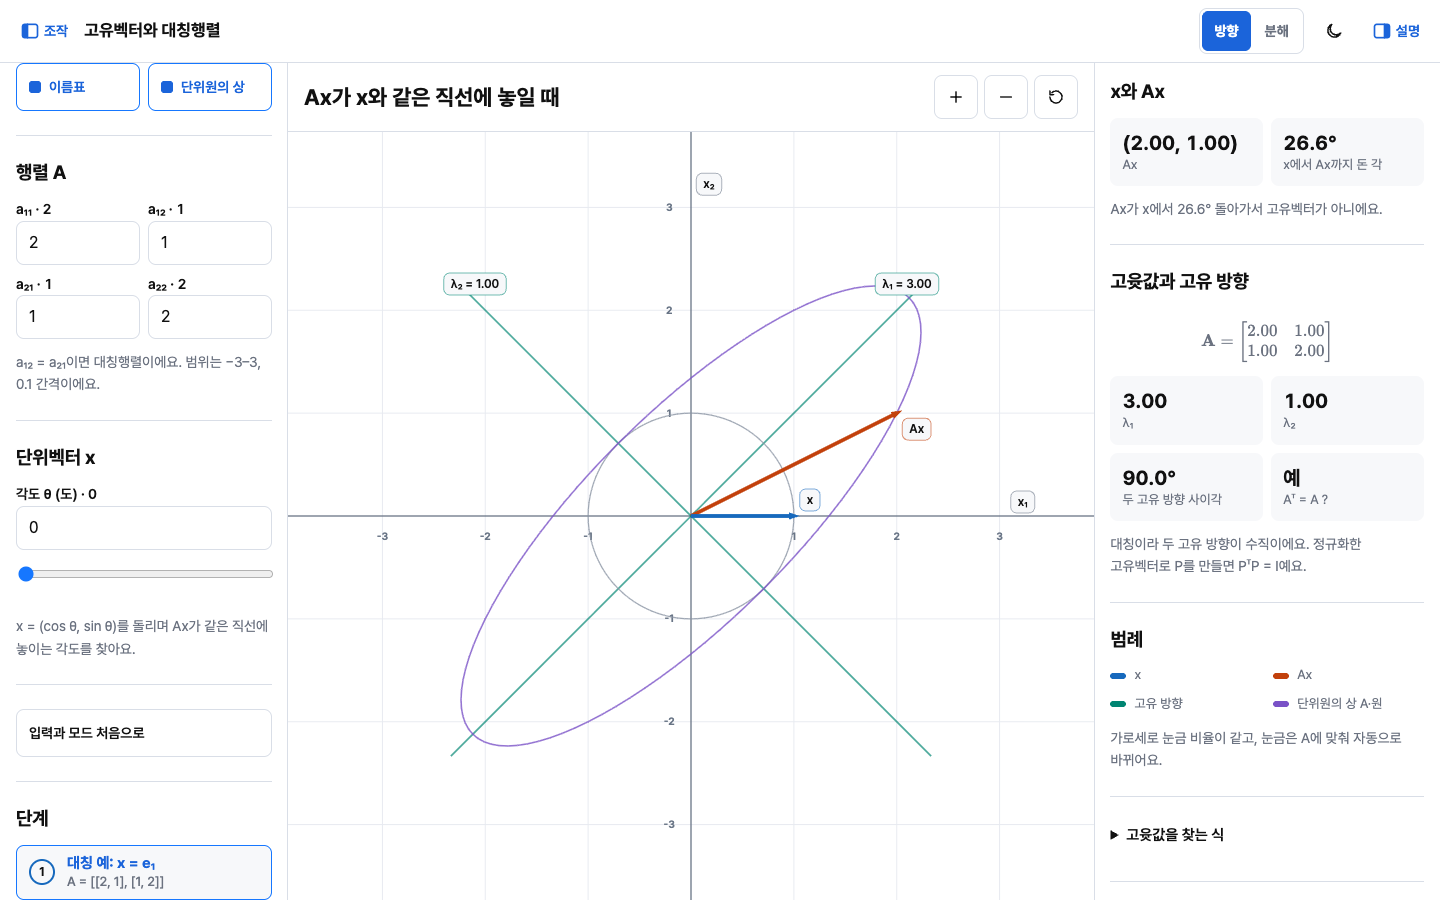 조작
고유벡터와 대칭행렬
방향
분해
설명
이름표
단위원의 상
행렬 A
a₁₁ · 2
a₁₂ · 1
2
1
a₂₁ · 1
a₂₂ · 2
1
2
a₁₂ = a₂₁이면 대칭행렬이에요. 범위는 −3–3,
0.1 간격이에요.
단위벡터 x
각도 θ (도) · 0
0
x = (cos θ, sin θ)를 돌리며 Ax가 같은 직선에
놓이는 각도를 찾아요.
입력과 모드 처음으로
단계
1
대칭 예: x = e₁
A = [[2, 1], [1, 2]]
Ax가 x와 같은 직선에 놓일 때
x₂
3
λ₂ = 1.00
λ₁ = 3.00
2
1
Ax
x
x₁
-3
-2
-1
1
2
3
-1
-2
-3
x와 Ax
(2.00, 1.00)
Ax
26.6°
x에서 Ax까지 돈 각
Ax가 x에서 26.6° 돌아가서 고유벡터가 아니에요.
고윳값과 고유 방향
A = [2.00 1.00
1.00 2.00]
3.00
λ₁
1.00
λ₂
90.0°
두 고유 방향 사이각
예
Aᵀ = A ?
대칭이라 두 고유 방향이 수직이에요. 정규화한
고유벡터로 P를 만들면 PᵀP = I예요.
범례
x
Ax
고유 방향
단위원의 상 A·원
가로세로 눈금 비율이 같고, 눈금은 A에 맞춰 자동으로
바뀌어요.
고윳값을 찾는 식